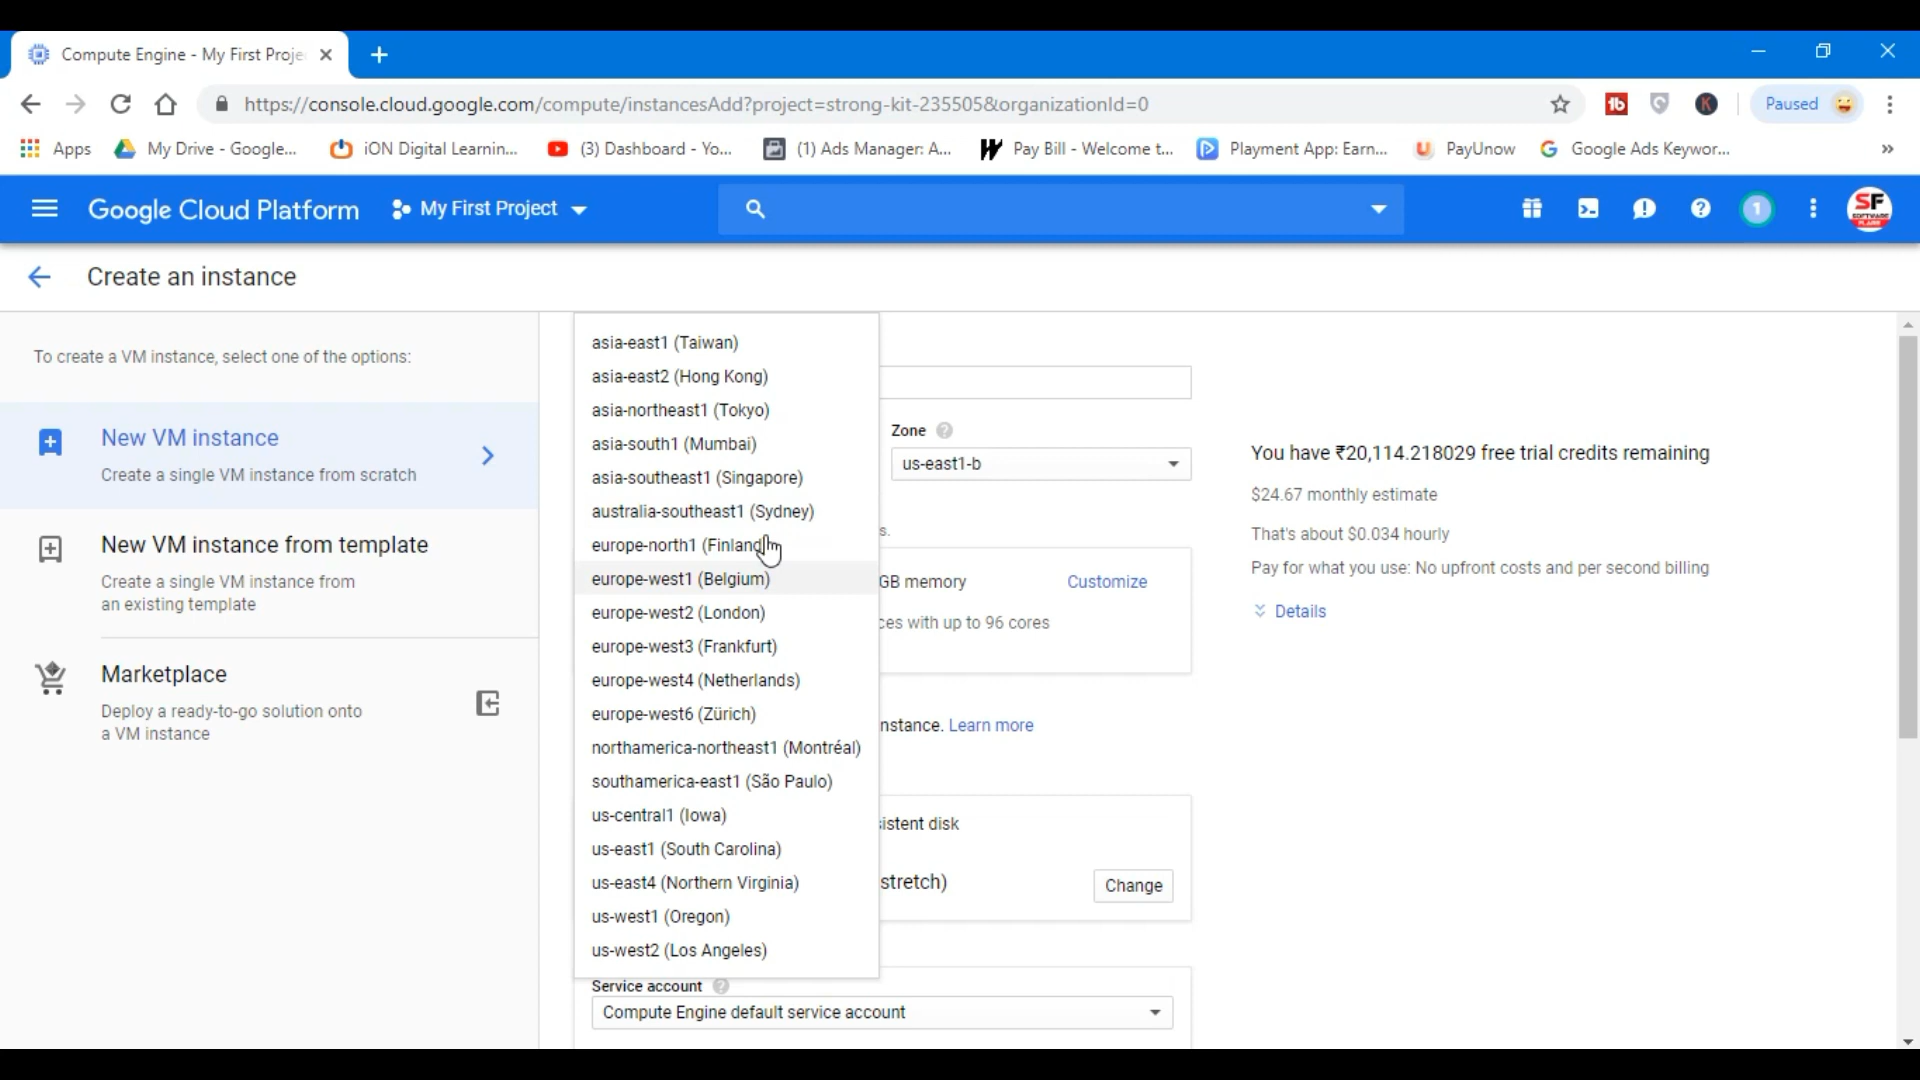 Compute Engine - My First Proje
https://console.cloud.google.com/compute/instancesAdd?project=strong-kit-235505&organizationId=0
Paused
Apps
My Drive - Google...
iON Digital Learnin...
(3) Dashboard - Yo...
(1) Ads Manager: A...
Pay Bill - Welcome t...
Playment App: Earn...
PayUnow
Google Ads Keywor...
»
Google Cloud Platform
My First Project
1
SF
Create an instance
To create a VM instance, select one of the options:
New VM instance
Create a single VM instance from scratch
New VM instance from template
Create a single VM instance from
an existing template
Marketplace
Deploy a ready-to-go solution onto
a VM instance
asia-east1 (Taiwan)
asia-east2 (Hong Kong)
asia-northeast1 (Tokyo)
asia-south1 (Mumbai)
asia-southeast1 (Singapore)
australia-southeast1 (Sydney)
europe-north1 (Finland)
europe-west1 (Belgium)
europe-west2 (London)
europe-west3 (Frankfurt)
europe-west4 (Netherlands)
europe-west6 (Zürich)
northamerica-northeast1 (Montréal)
southamerica-east1 (São Paulo)
us-central1 (Iowa)
us-east1 (South Carolina)
us-east4 (Northern Virginia)
us-west1 (Oregon)
us-west2 (Los Angeles)
Zone
us-east1-b
s.
GB memory
Customize
ces with up to 96 cores
nstance. Learn more
istent disk
stretch)
Change
Service account
Compute Engine default service account
You have ₹20,114.218029 free trial credits remaining
$24.67 monthly estimate
That's about $0.034 hourly
Pay for what you use: No upfront costs and per second billing
Details